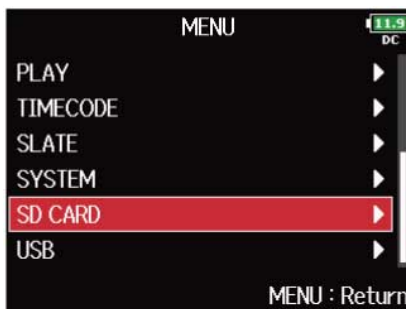 MENU
11.9
DC
PLAY
TIMECODE
SLATE
SYSTEM
SD CARD
USB
MENU : Return